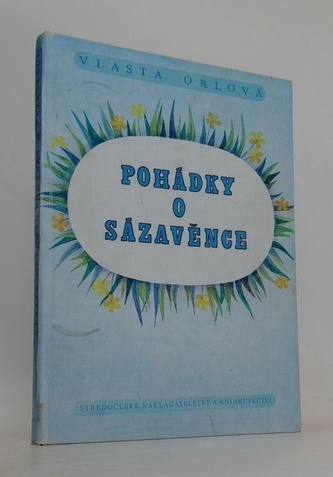 VLASTA ORLOVÁ
POHÁDKY
O
SÁZAVĚNCE
STŘEDOČESKÉ NAKLADATELSTVÍ A KNIHKUPECTVÍ